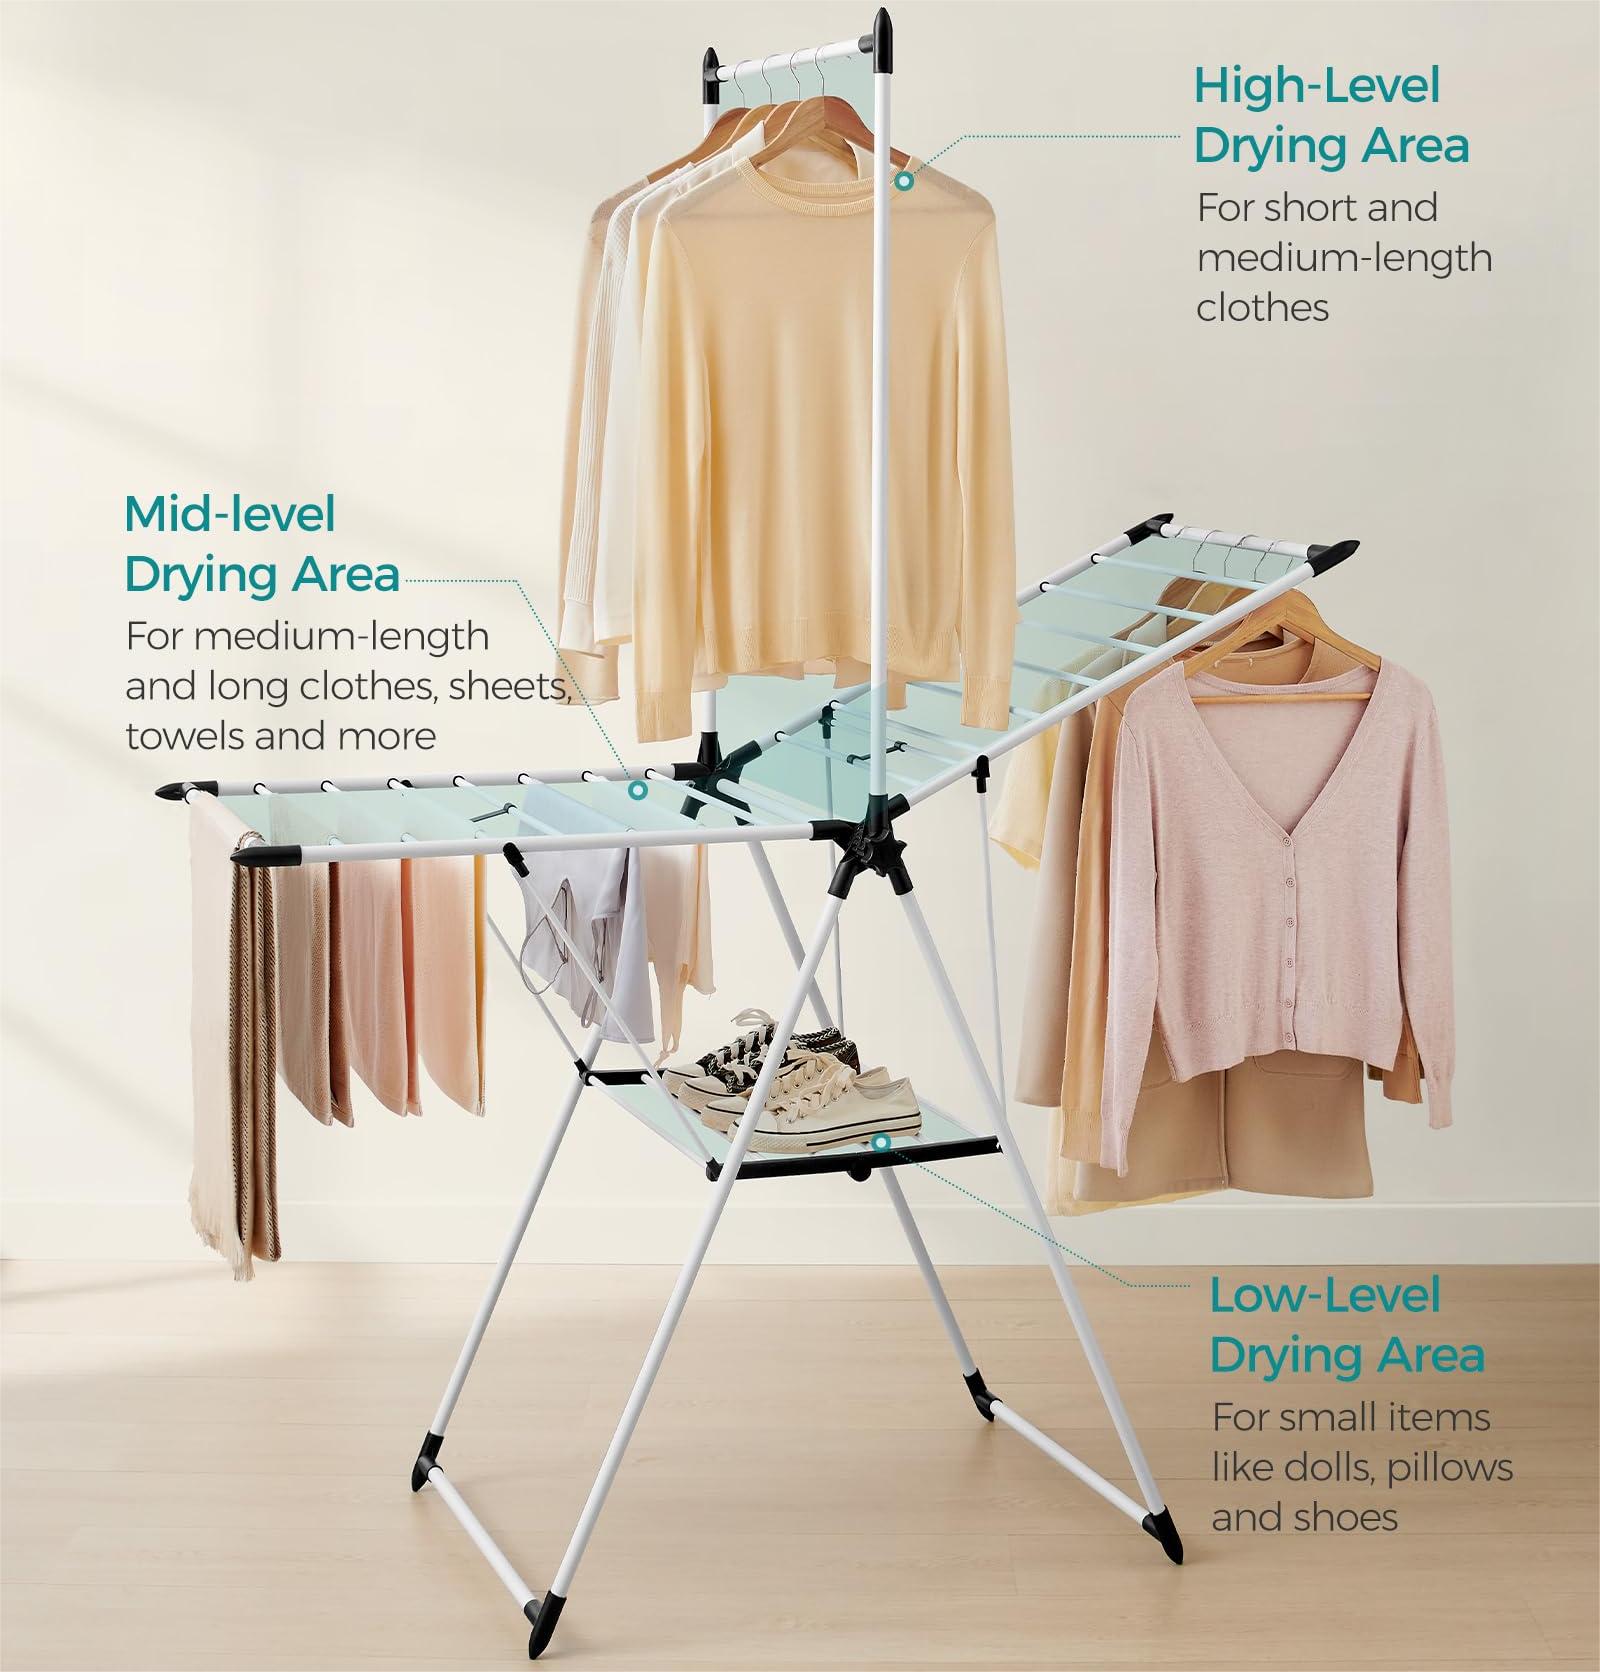 High-Level
Drying Area
For short and
medium-length
clothes
Mid-level
Drying Area
For medium-length
and long clothes, sheets,
towels and more
Low-Level
Drying Area
For small items
like dolls, pillows
and shoes